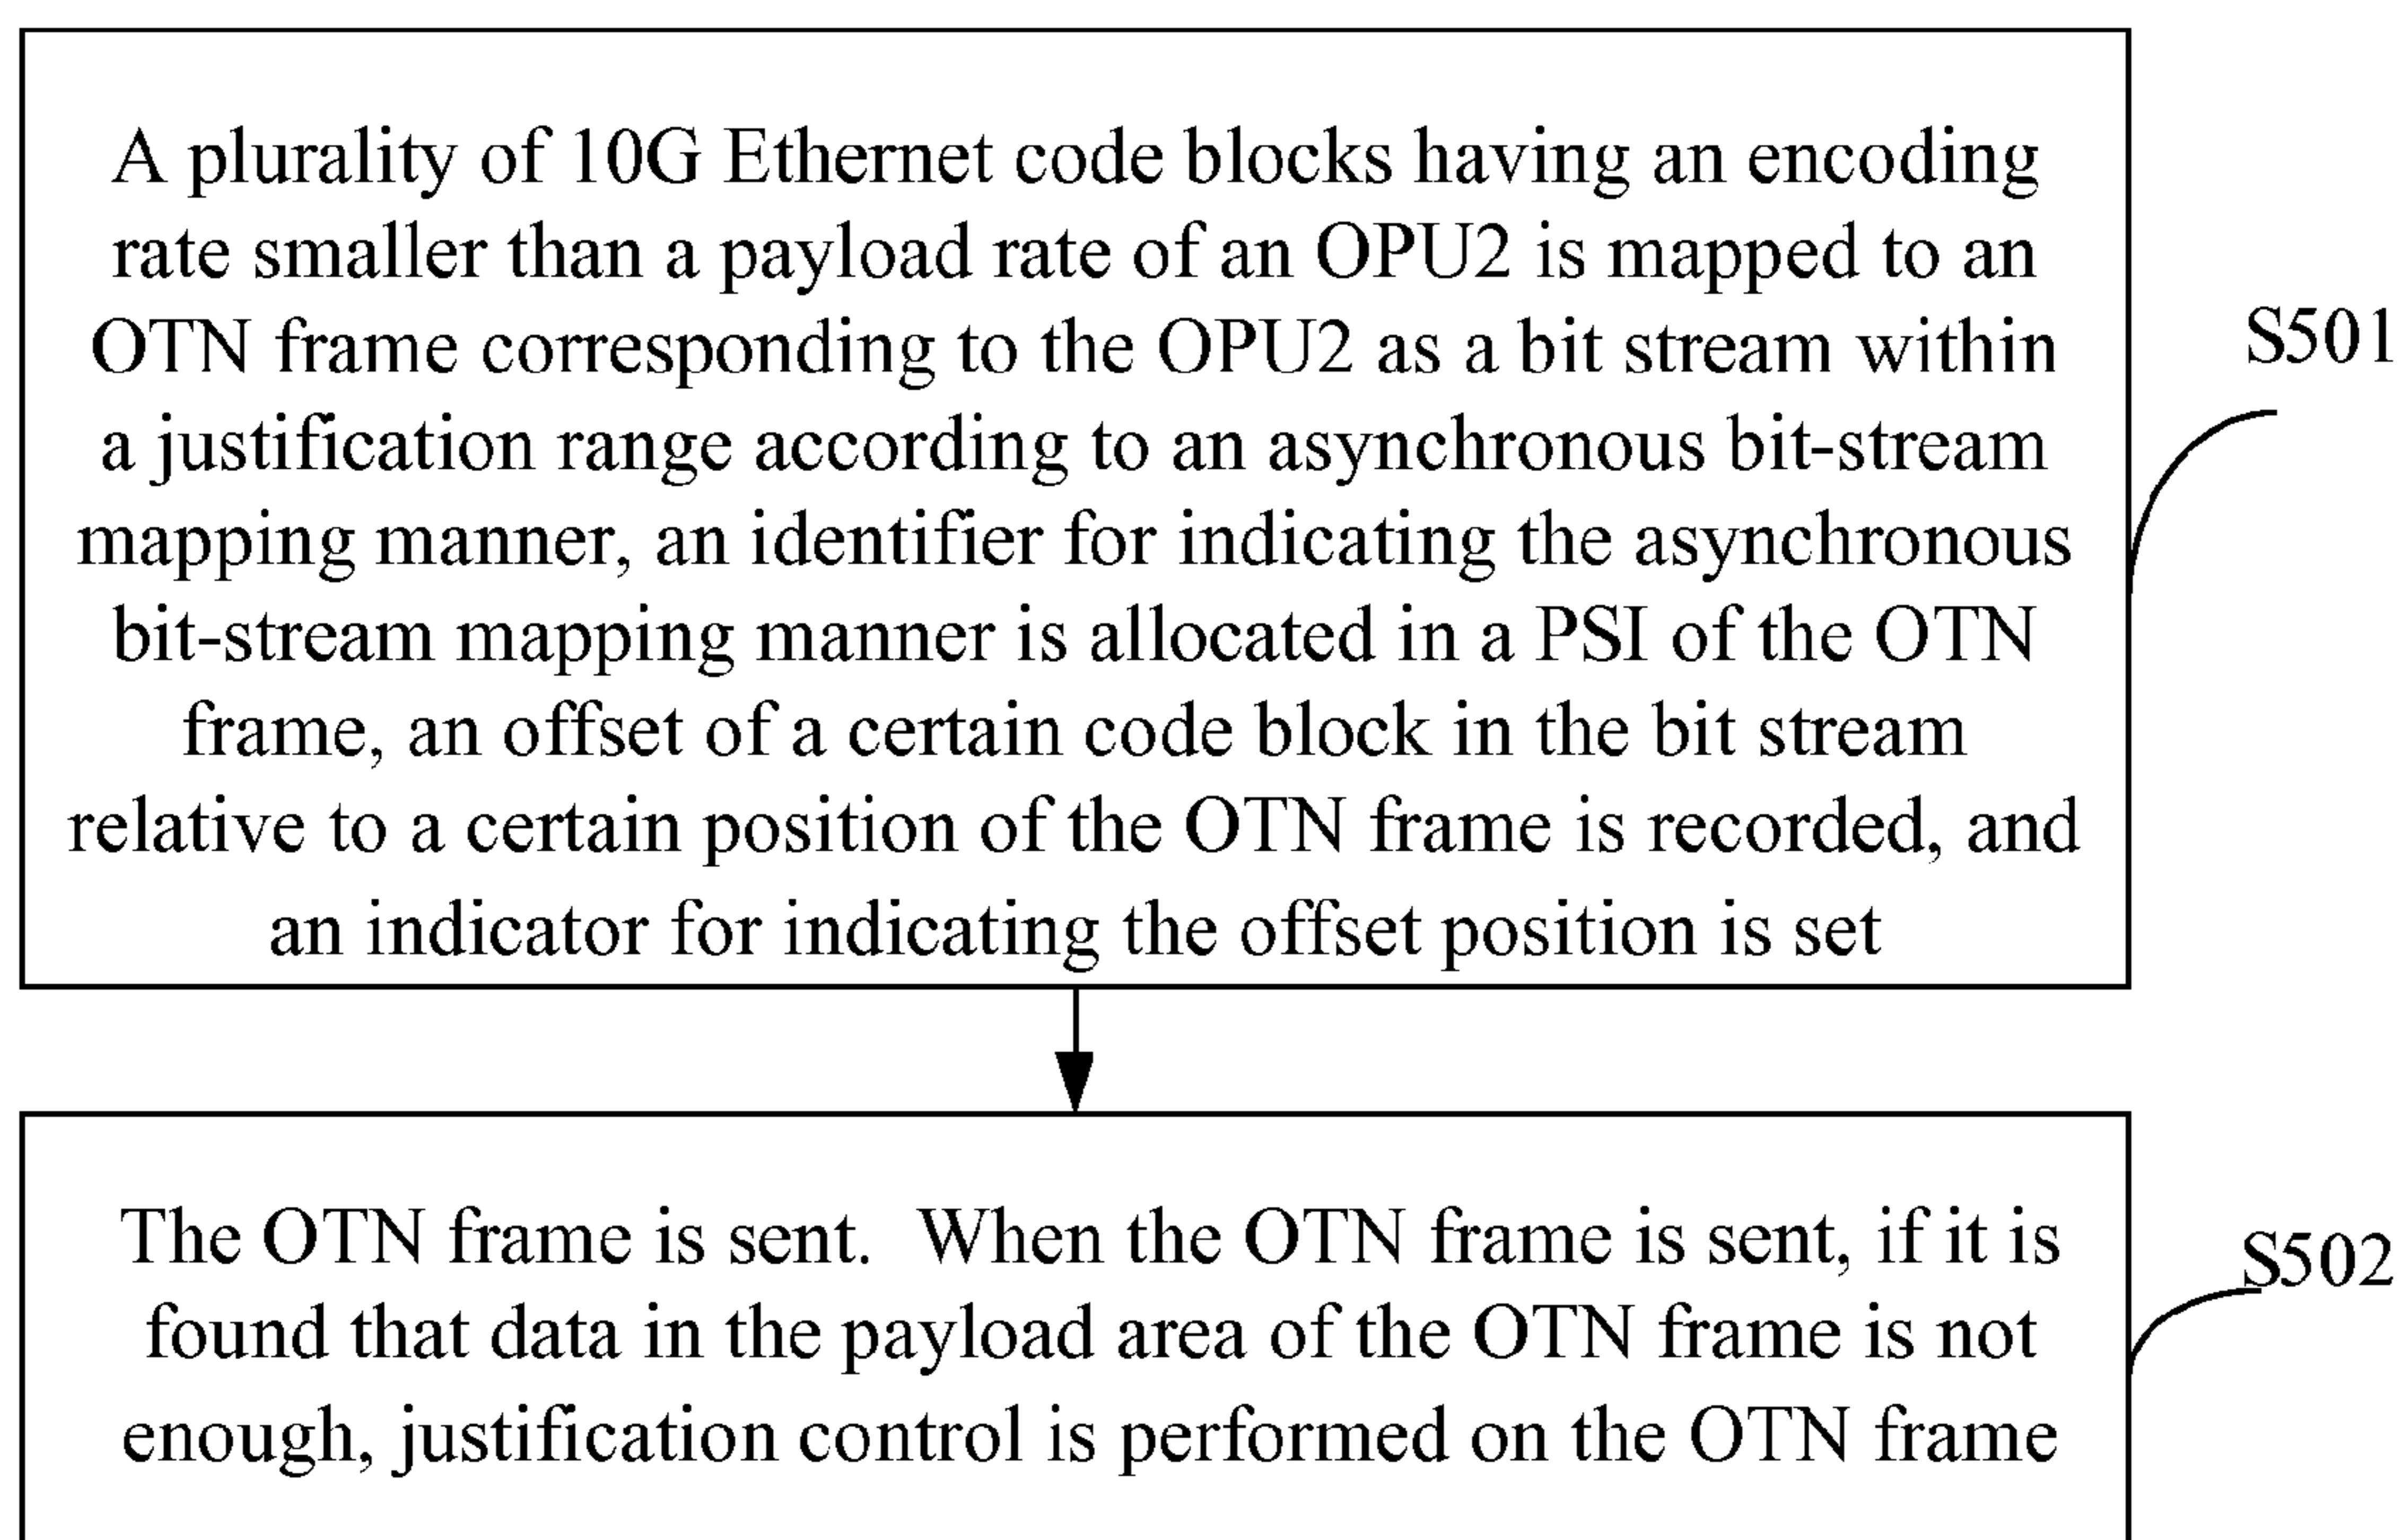 A plurality of 10G Ethernet code blocks having an encoding
rate smaller than a payload rate of an OPU2 is mapped to an
OTN frame corresponding to the OPU2 as a bit stream within
a justification range according to an asynchronous bit-stream
mapping manner, an identifier for indicating the asynchronous
bit-stream mapping manner is allocated in a PSI of the OTN
frame, an offset of a certain code block in the bit stream
relative to a certain position of the OTN frame is recorded, and
an indicator for indicating the offset position is set
S501
The OTN frame is sent. When the OTN frame is sent, if it is
found that data in the payload area of the OTN frame is not
enough, justification control is performed on the OTN frame
S502